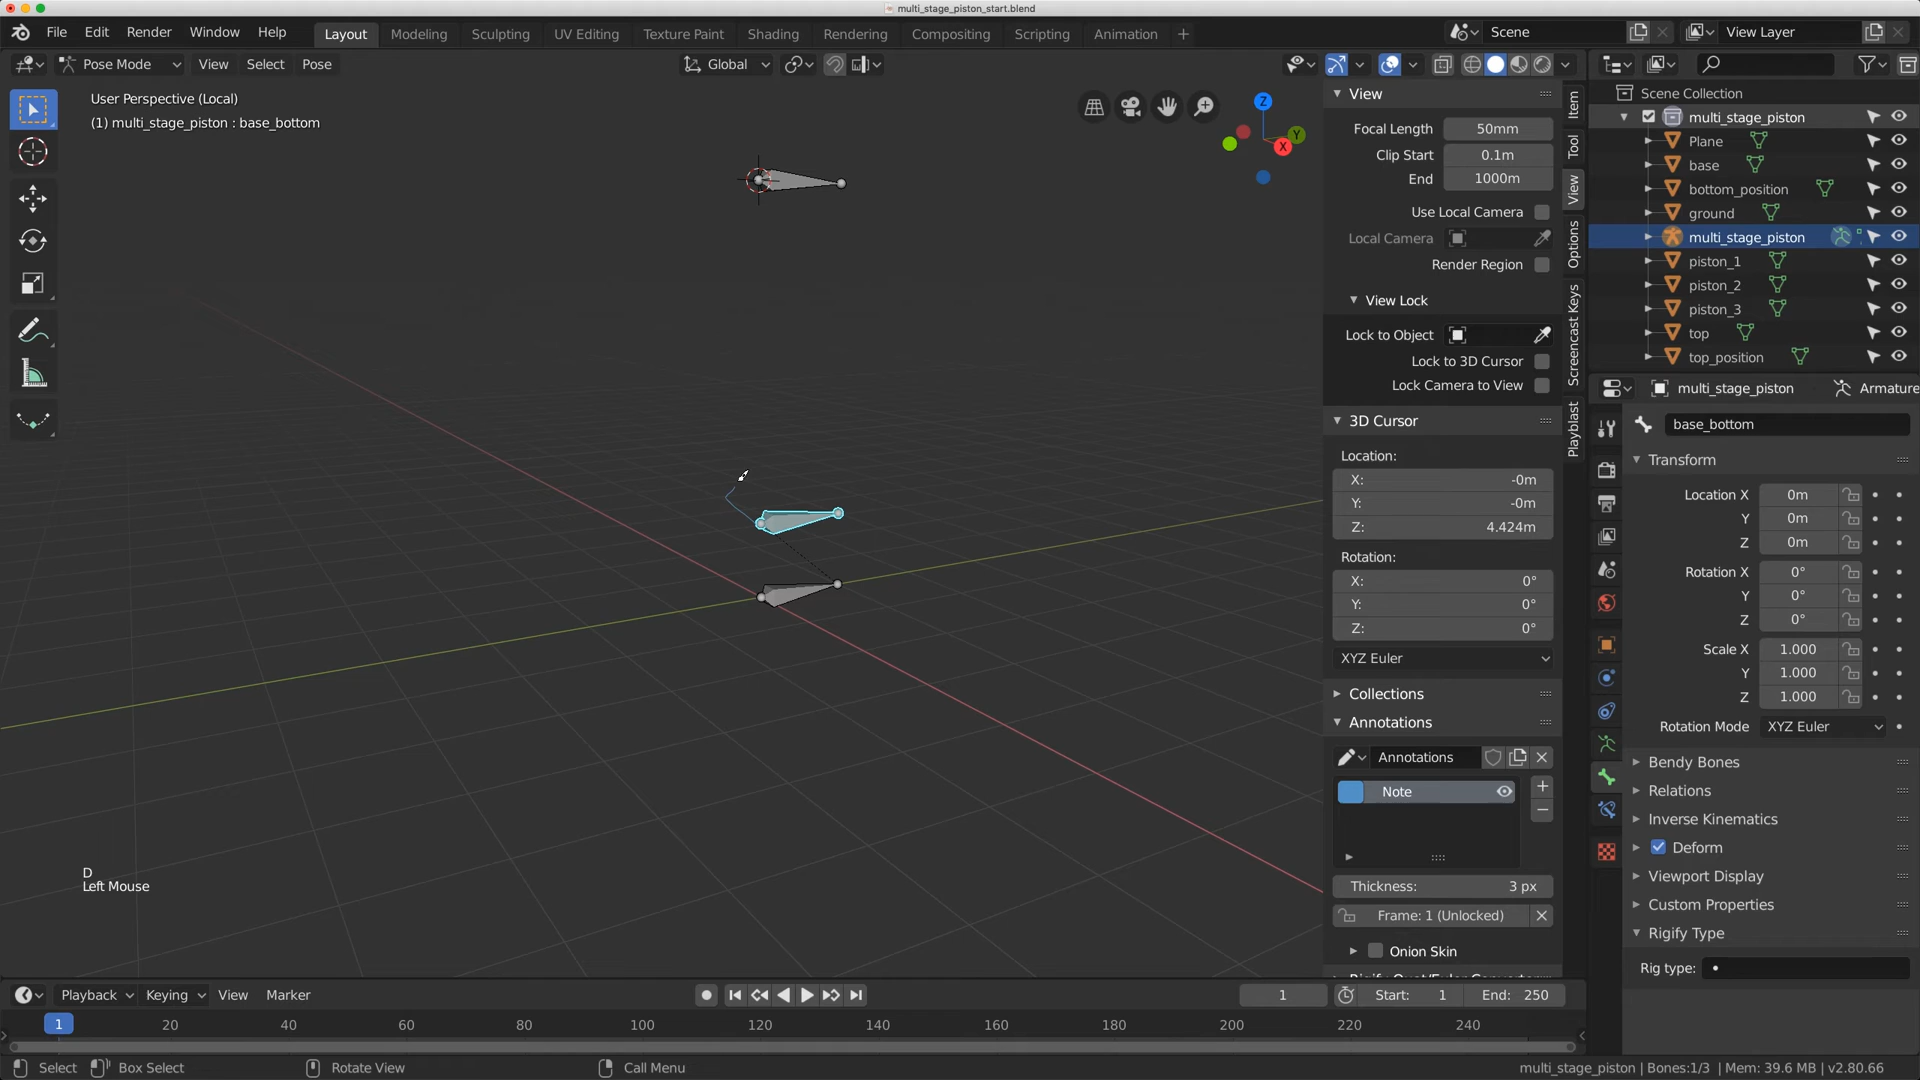 multi_stage_piston_start.blend
File Edit Render Window Help Layout Modeling Sculpting UV Editing Texture Paint Shading Rendering Compositing Scripting Animation + Scene View Layer
Pose Mode View Select Pose Global
User Perspective (Local)
(1) multi_stage_piston : base_bottom
Z
Y
X
D
Left Mouse
View
Focal Length 50mm
Clip Start 0.1m
End 1000m
Use Local Camera
Local Camera
Render Region
View Lock
Lock to Object
Lock to 3D Cursor
Lock Camera to View
3D Cursor
Location:
X: -0m
Y: -0m
Z: 4.424m
Rotation:
X: 0°
Y: 0°
Z: 0°
XYZ Euler
Collections
Annotations
Annotations
Note
Thickness: 3 px
Frame: 1 (Unlocked)
Onion Skin
Item
Tool
View
Options
Screencast Keys
Playblast
Scene Collection
multi_stage_piston
Plane
base
bottom_position
ground
multi_stage_piston
piston_1
piston_2
piston_3
top
top_position
multi_stage_piston Armature
base_bottom
Transform
Location X 0m
Y 0m
Z 0m
Rotation X 0°
Y 0°
Z 0°
Scale X 1.000
Y 1.000
Z 1.000
Rotation Mode XYZ Euler
Bendy Bones
Relations
Inverse Kinematics
Deform
Viewport Display
Custom Properties
Rigify Type
Rig type:
Playback Keying View Marker 1 Start: 1 End: 250
1 20 40 60 80 100 120 140 160 180 200 220 240
Select Box Select Rotate View Call Menu multi_stage_piston | Bones:1/3 | Mem: 39.6 MB | v2.80.66